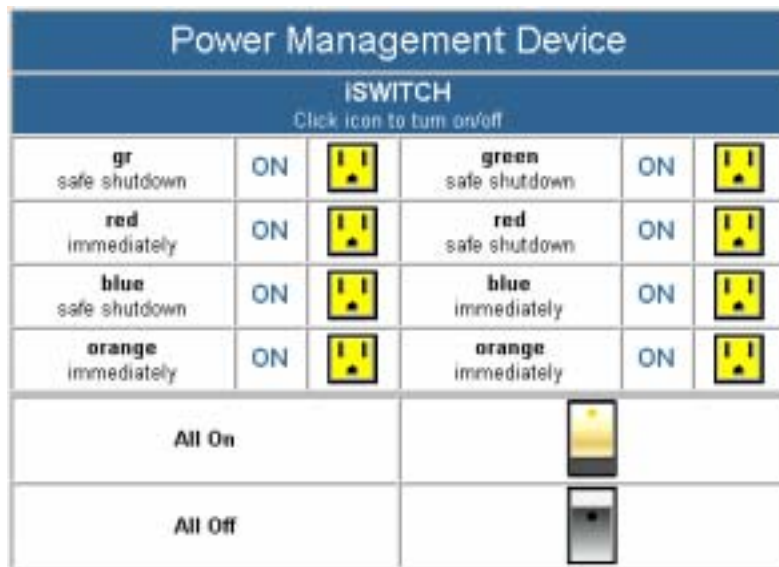 Power Management Device
iSWITCH
Click icon to turn on/off
gr
safe shutdown
ON
green
safe shutdown
ON
red
immediately
ON
red
safe shutdown
ON
blue
safe shutdown
ON
blue
immediately
ON
orange
immediately
ON
orange
immediately
ON
All On
All Off